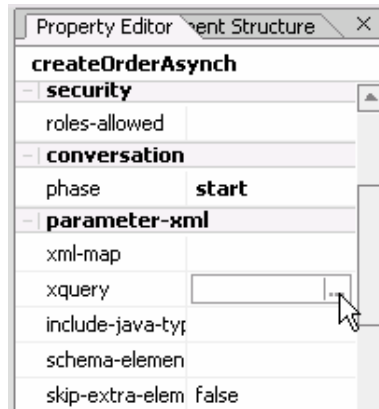 Property Editor ent Structure
createOrderAsynch
security
roles-allowed
conversation
phase start
parameter-xml
xml-map
xquery ...
include-java-typ
schema-elemen
skip-extra-elem false